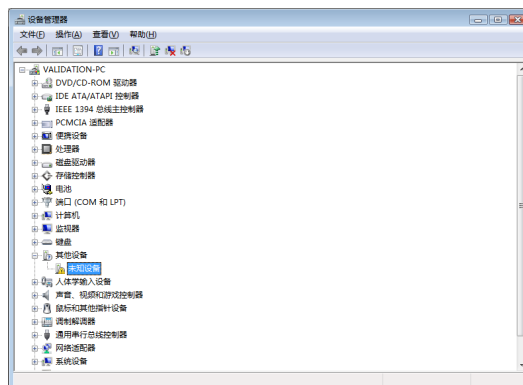 设备管理器
文件(F) 操作(A) 查看(V) 帮助(H)
VALIDATION-PC
DVD/CD-ROM 驱动器
IDE ATA/ATAPI 控制器
IEEE 1394 总线主控制器
PCMCIA 适配器
便携设备
处理器
磁盘驱动器
存储控制器
电池
端口 (COM 和 LPT)
计算机
监视器
键盘
其他设备
未知设备
人体学输入设备
声音、视频和游戏控制器
鼠标和其他指针设备
调制解调器
通用串行总线控制器
网络适配器
系统设备